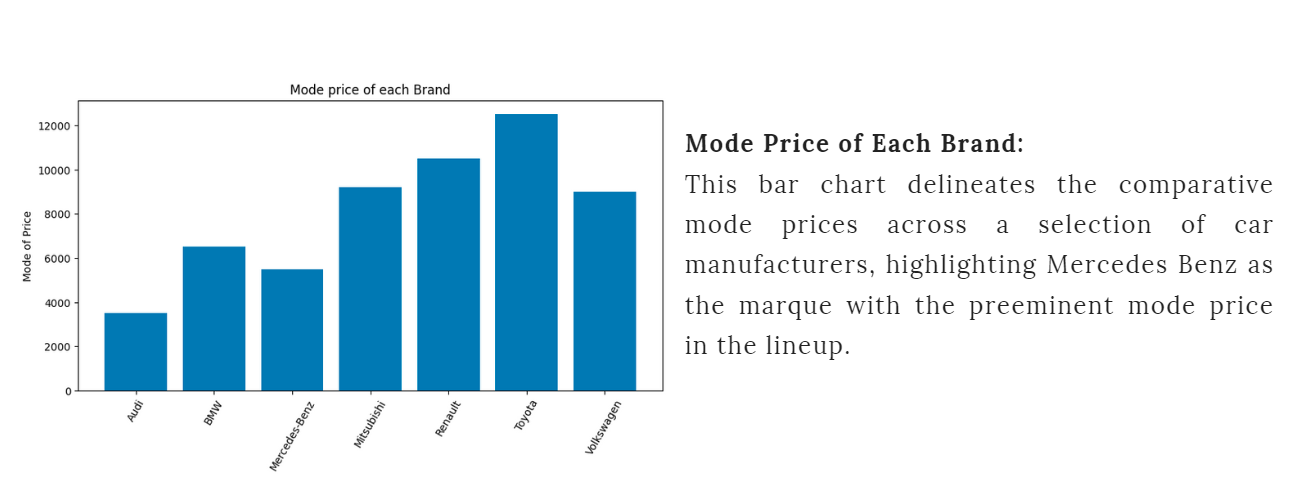 Mode price of each Brand
Mode of Price
12000
10000
8000
6000
4000
2000
0
Audi
BMW
Mercedes-Benz
Mitsubishi
Renault
Toyota
Volkswagen
Mode Price of Each Brand:
This bar chart delineates the comparative
mode prices across a selection of car
manufacturers, highlighting Mercedes Benz as
the marque with the preeminent mode price
in the lineup.